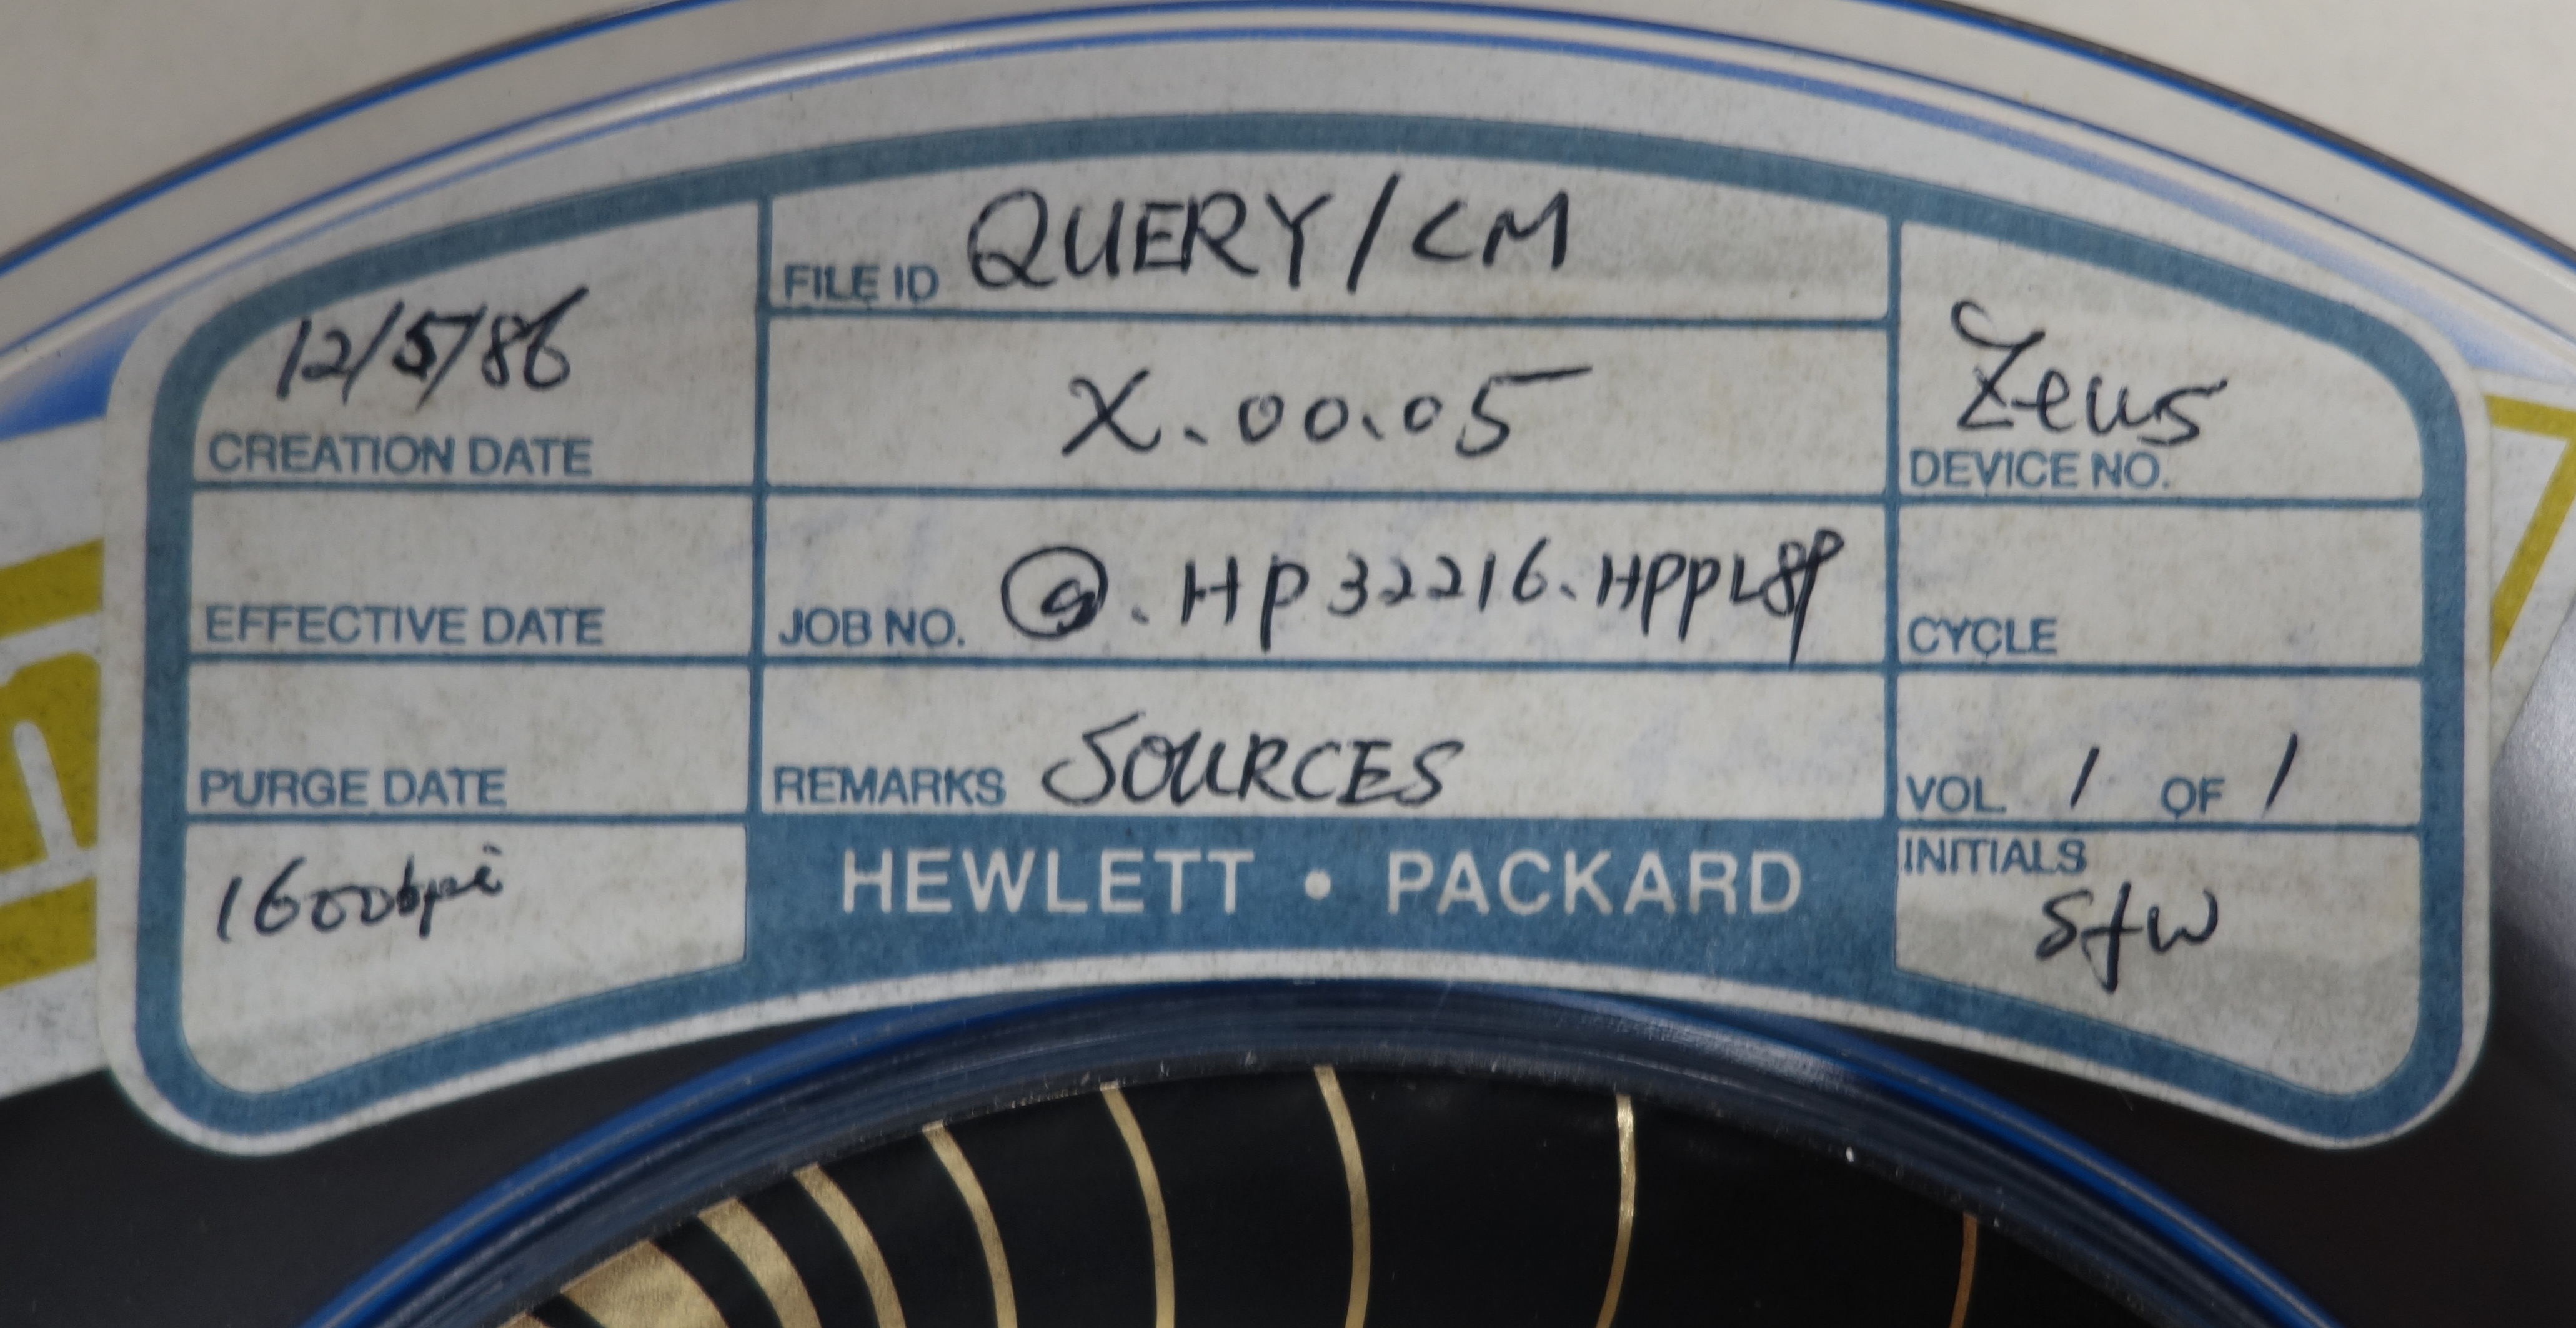 FILE ID QUERY/CM
12/5/86
CREATION DATE
X.00.05
Zeus
DEVICE NO.
EFFECTIVE DATE
JOB NO. @.HP32216.HPPL89
CYCLE
PURGE DATE
REMARKS SOURCES
VOL 1 OF 1
1600bpi
HEWLETT • PACKARD
INITIALS
sfw